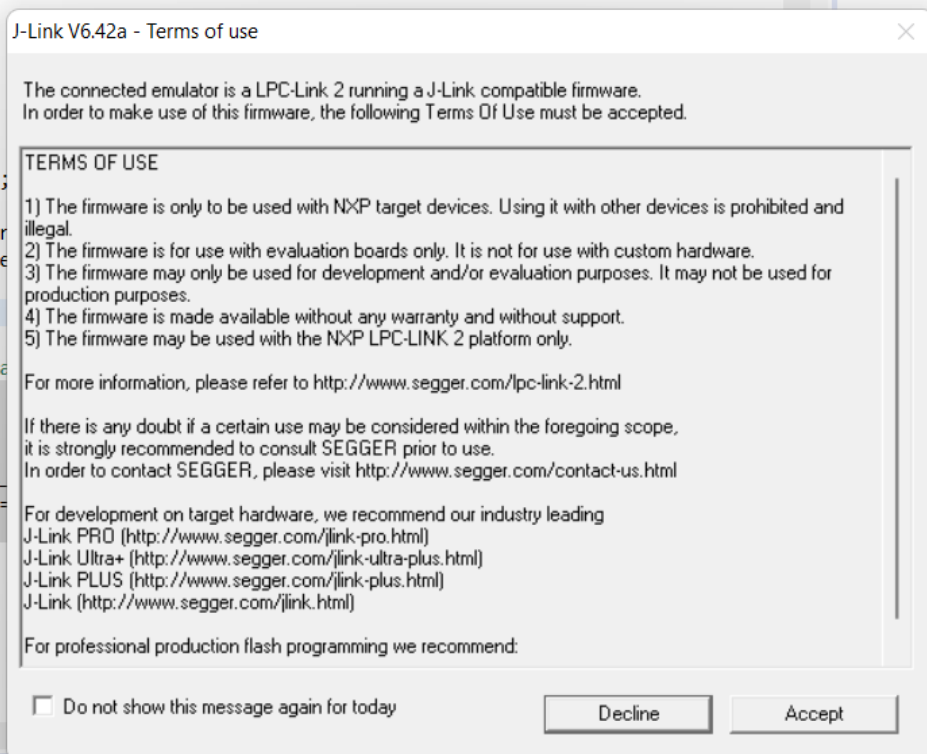 J-Link V6.42a - Terms of use
The connected emulator is a LPC-Link 2 running a J-Link compatible firmware.
In order to make use of this firmware, the following Terms Of Use must be accepted.
TERMS OF USE
1) The firmware is only to be used with NXP target devices. Using it with other devices is prohibited and
illegal.
2) The firmware is for use with evaluation boards only. It is not for use with custom hardware.
3) The firmware may only be used for development and/or evaluation purposes. It may not be used for
production purposes.
4) The firmware is made available without any warranty and without support.
5) The firmware may be used with the NXP LPC-LINK 2 platform only.
For more information, please refer to http://www.segger.com/lpc-link-2.html
If there is any doubt if a certain use may be considered within the foregoing scope,
it is strongly recommended to consult SEGGER prior to use.
In order to contact SEGGER, please visit http://www.segger.com/contact-us.html
For development on target hardware, we recommend our industry leading
J-Link PRO (http://www.segger.com/jlink-pro.html)
J-Link Ultra+ (http://www.segger.com/jlink-ultra-plus.html)
J-Link PLUS (http://www.segger.com/jlink-plus.html)
J-Link (http://www.segger.com/jlink.html)
For professional production flash programming we recommend:
Do not show this message again for today
Decline
Accept